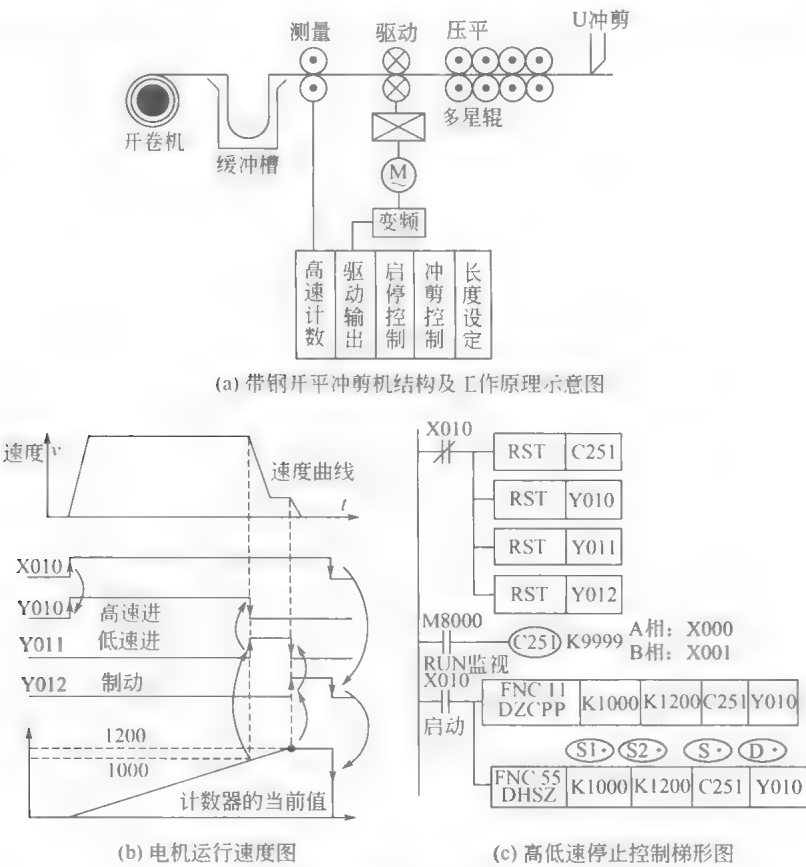 测量
驱动
压平
U冲剪
开卷机
缓冲槽
多星辊
M
~
变频
高速计数
驱动输出
启停控制
冲剪控制
长度设定
(a) 带钢开平冲剪机结构及工作原理示意图
速度 v
速度曲线
t
X010
Y010
高速进
Y011
低速进
Y012
制动
1200
1000
计数器的当前值
(b) 电机运行速度图
X010
RST C251
RST Y010
RST Y011
RST Y012
M8000
C251 K9999
A相: X000
B相: X001
RUN监视
X010
启动
FNC 11 DZCPP K1000 K1200 C251 Y010
S1· S2· S· D·
FNC 55 DHSZ K1000 K1200 C251 Y010
(c) 高低速停止控制梯形图